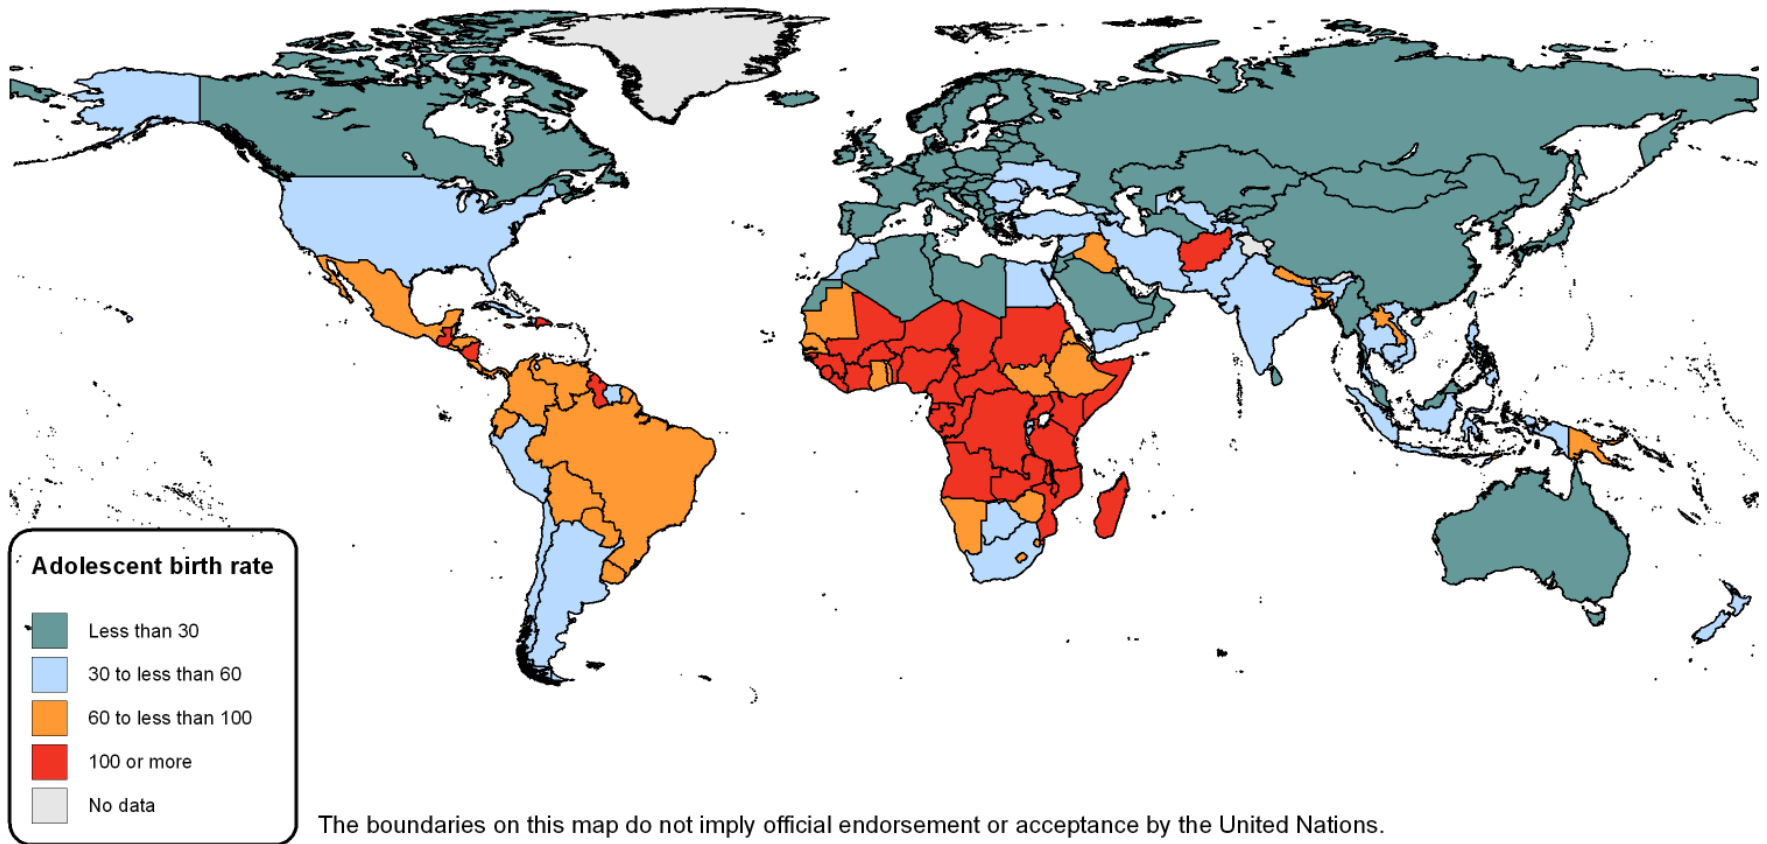 Adolescent birth rate
Less than 30
30 to less than 60
60 to less than 100
100 or more
No data
The boundaries on this map do not imply official endorsement or acceptance by the United Nations.